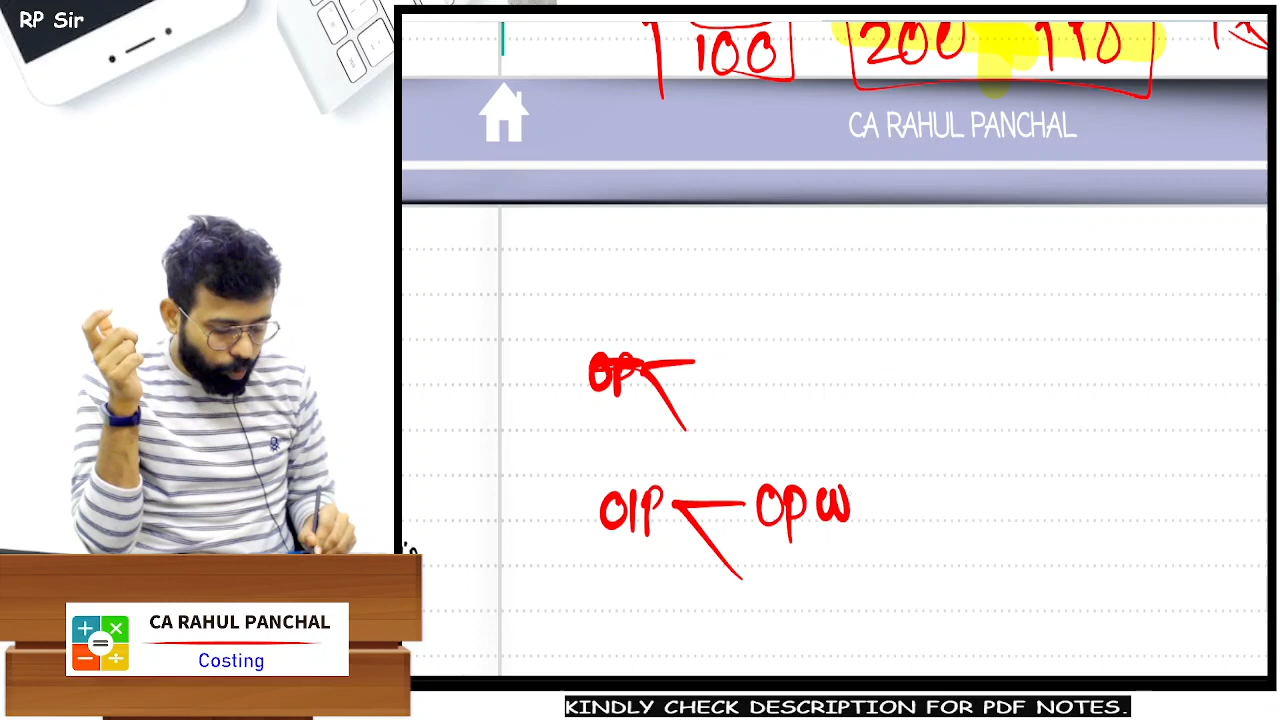 RP Sir
100
200
110
CA RAHUL PANCHAL
OP
O/P
OPW
CA RAHUL PANCHAL
Costing
KINDLY CHECK DESCRIPTION FOR PDF NOTES.